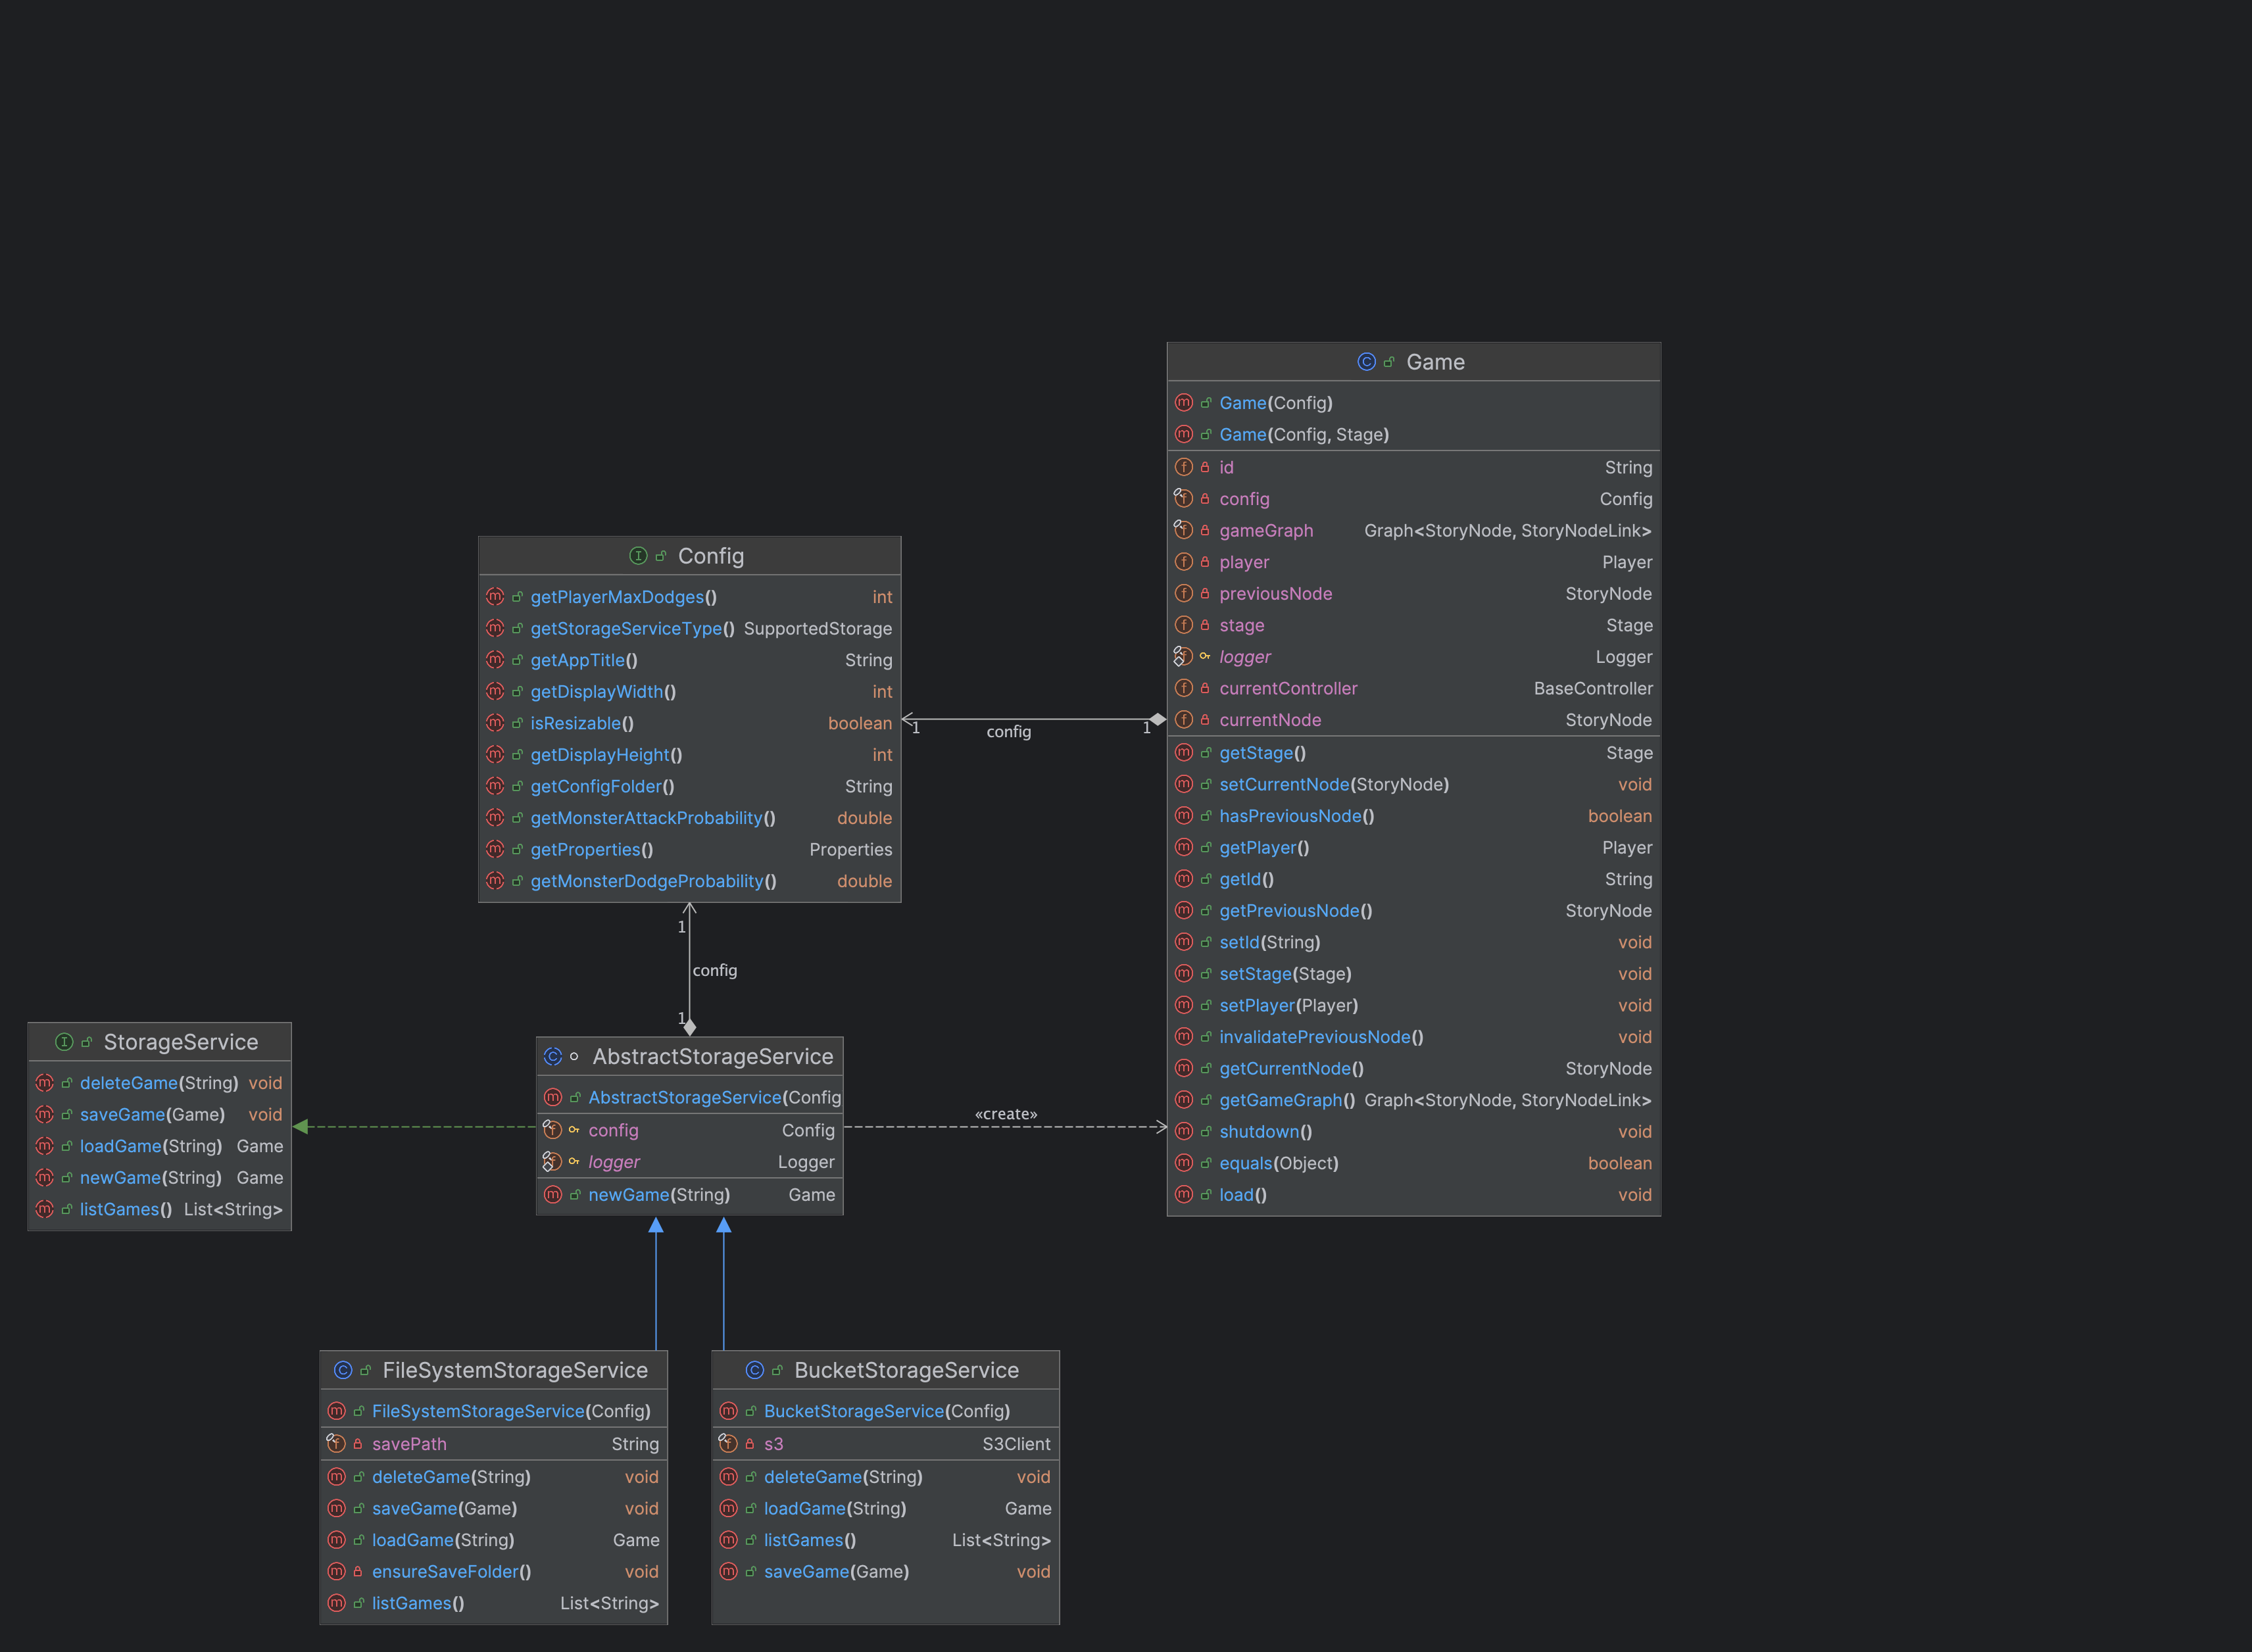 Game
Game(Config)
Game(Config, Stage)
id String
config Config
gameGraph Graph<StoryNode, StoryNodeLink>
player Player
previousNode StoryNode
stage Stage
logger Logger
currentController BaseController
currentNode StoryNode
getStage() Stage
setCurrentNode(StoryNode) void
hasPreviousNode() boolean
getPlayer() Player
getId() String
getPreviousNode() StoryNode
setId(String) void
setStage(Stage) void
setPlayer(Player) void
invalidatePreviousNode() void
getCurrentNode() StoryNode
getGameGraph() Graph<StoryNode, StoryNodeLink>
shutdown() void
equals(Object) boolean
load() void
Config
getPlayerMaxDodges() int
getStorageServiceType() SupportedStorage
getAppTitle() String
getDisplayWidth() int
isResizable() boolean
getDisplayHeight() int
getConfigFolder() String
getMonsterAttackProbability() double
getProperties() Properties
getMonsterDodgeProbability() double
1 config 1
1
config
1
StorageService
deleteGame(String) void
saveGame(Game) void
loadGame(String) Game
newGame(String) Game
listGames() List<String>
AbstractStorageService
AbstractStorageService(Config
config Config
logger Logger
newGame(String) Game
«create»
FileSystemStorageService
FileSystemStorageService(Config)
savePath String
deleteGame(String) void
saveGame(Game) void
loadGame(String) Game
ensureSaveFolder() void
listGames() List<String>
BucketStorageService
BucketStorageService(Config)
s3 S3Client
deleteGame(String) void
loadGame(String) Game
listGames() List<String>
saveGame(Game) void